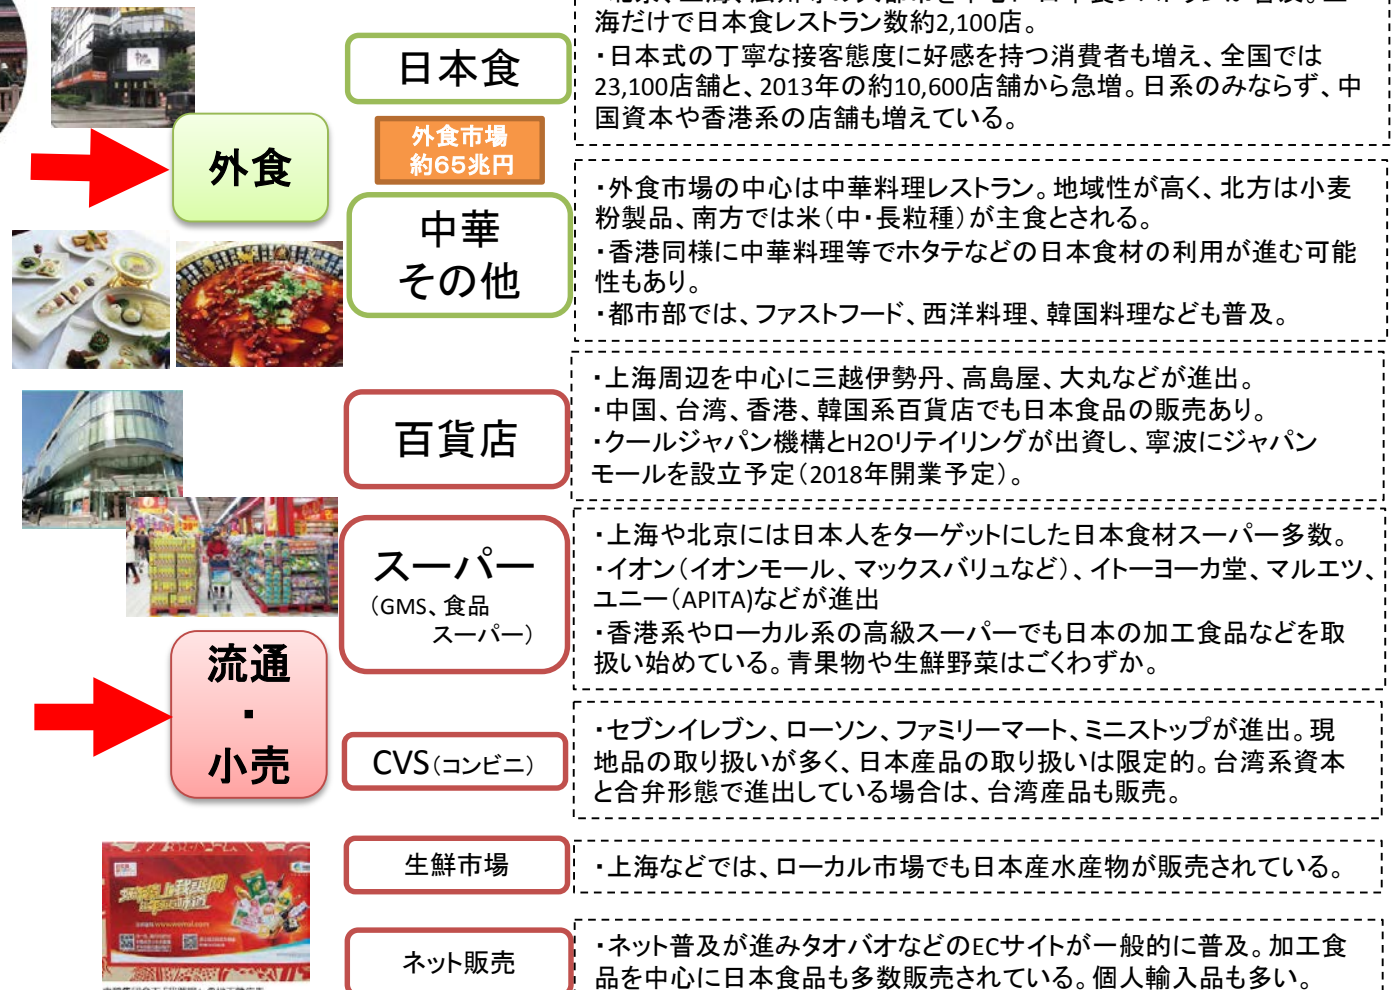 海だけで日本食レストラン数約2,100店。
・日本式の丁寧な接客態度に好感を持つ消費者も増え、全国では
23,100店舗と、2013年の約10,600店舗から急増。日系のみならず、中
国資本や香港系の店舗も増えている。
日本食
外食市場
約65兆円
外食
中華
その他
・外食市場の中心は中華料理レストラン。地域性が高く、北方は小麦
粉製品、南方では米（中・長粒種）が主食とされる。
・香港同様に中華料理等でホタテなどの日本食材の利用が進む可能
性もあり。
・都市部では、ファストフード、西洋料理、韓国料理なども普及。
百貨店
・上海周辺を中心に三越伊勢丹、高島屋、大丸などが進出。
・中国、台湾、香港、韓国系百貨店でも日本食品の販売あり。
・クールジャパン機構とH2Oリテイリングが出資し、寧波にジャパン
モールを設立予定（2018年開業予定）。
スーパー
（GMS、食品
スーパー）
・上海や北京には日本人をターゲットにした日本食材スーパー多数。
・イオン（イオンモール、マックスバリュなど）、イトーヨーカ堂、マルエツ、
ユニー（APITA)などが進出
・香港系やローカル系の高級スーパーでも日本の加工食品などを取
扱い始めている。青果物や生鮮野菜はごくわずか。
流通
・
小売
CVS（コンビニ）
・セブンイレブン、ローソン、ファミリーマート、ミニストップが進出。現
地品の取り扱いが多く、日本産品の取り扱いは限定的。台湾系資本
と合弁形態で進出している場合は、台湾産品も販売。
生鮮市場
・上海などでは、ローカル市場でも日本産水産物が販売されている。
ネット販売
・ネット普及が進みタオバオなどのECサイトが一般的に普及。加工食
品を中心に日本食品も多数販売されている。個人輸入品も多い。